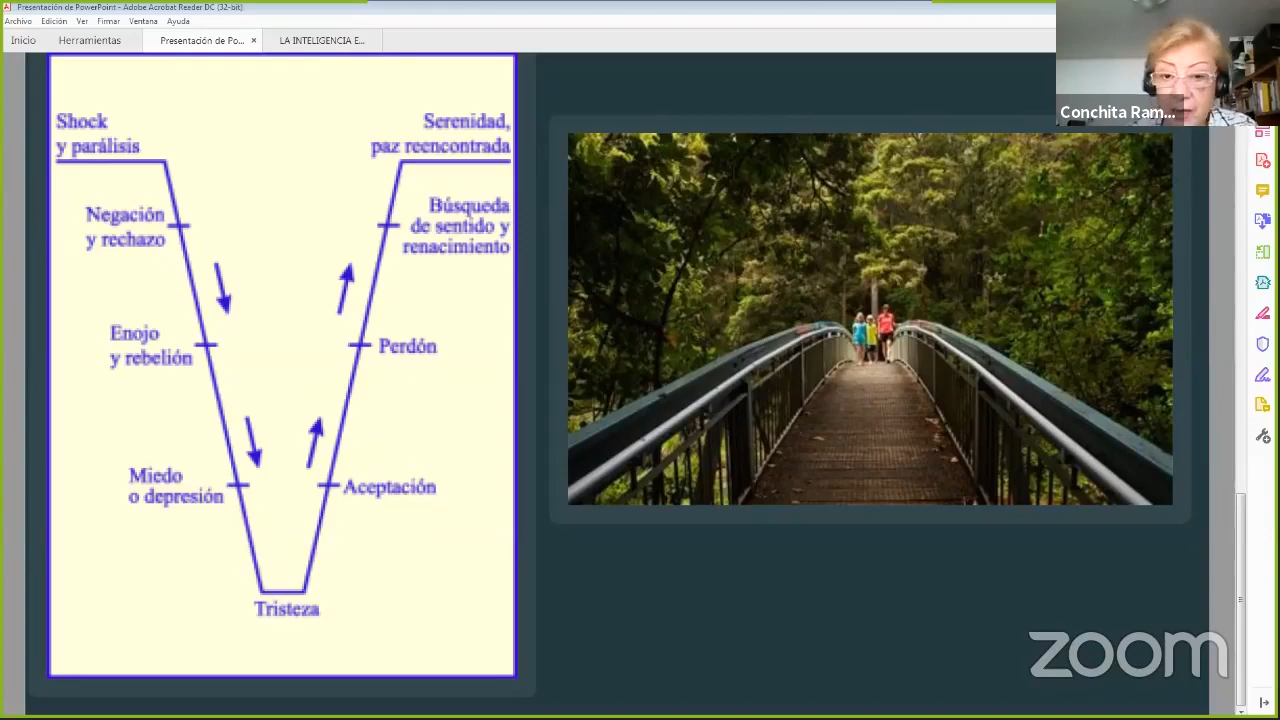 Presentación de PowerPoint - Adobe Acrobat Reader DC (32-bit)
Archivo Edición Ver Firmar Ventana Ayuda
Inicio Herramientas Presentación de Po... × LA INTELIGENCIA E...
Conchita Ram...
Shock
y parálisis
Serenidad,
paz reencontrada
Negación
y rechazo
Búsqueda
de sentido y
renacimiento
Enojo
y rebelión
Perdón
Miedo
o depresión
Aceptación
Tristeza
zoom